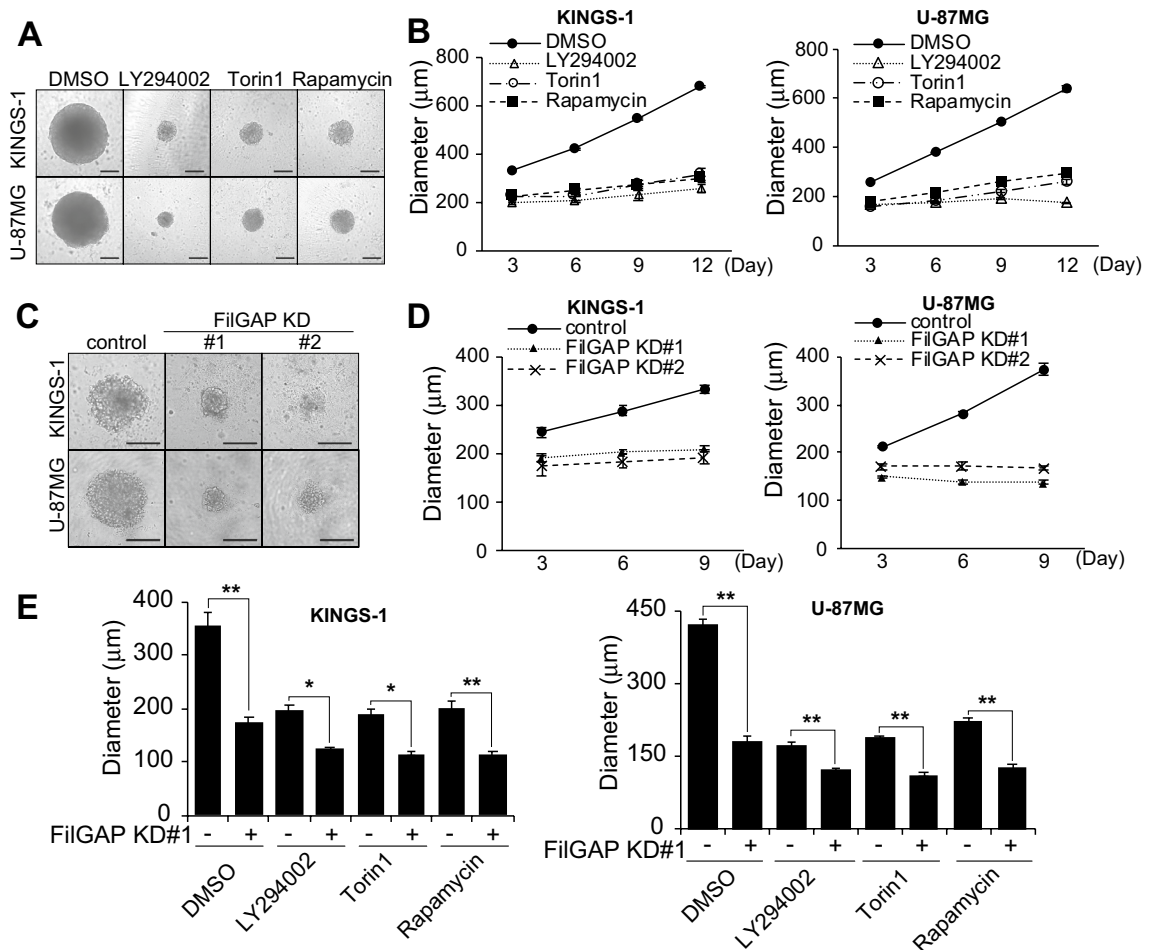 A
DMSO LY294002 Torin1 Rapamycin
KINGS-1
U-87MG
B
KINGS-1
DMSO
LY294002
Torin1
Rapamycin
Diameter (μm)
800
600
400
200
0
3 6 9 12 (Day)
U-87MG
DMSO
LY294002
Torin1
Rapamycin
Diameter (μm)
800
600
400
200
0
3 6 9 12 (Day)
C
FilGAP KD
control #1 #2
KINGS-1
U-87MG
D
KINGS-1
control
FilGAP KD#1
FilGAP KD#2
Diameter (μm)
400
300
200
100
0
3 6 9 (Day)
U-87MG
control
FilGAP KD#1
FilGAP KD#2
Diameter (μm)
400
300
200
100
0
3 6 9 (Day)
E
KINGS-1
Diameter (μm)
400
300
200
100
0
** * * **
FilGAP KD#1 - + - + - + - +
DMSO LY294002 Torin1 Rapamycin
U-87MG
Diameter (μm)
450
300
150
0
** ** ** **
FilGAP KD#1 - + - + - + - +
DMSO LY294002 Torin1 Rapamycin